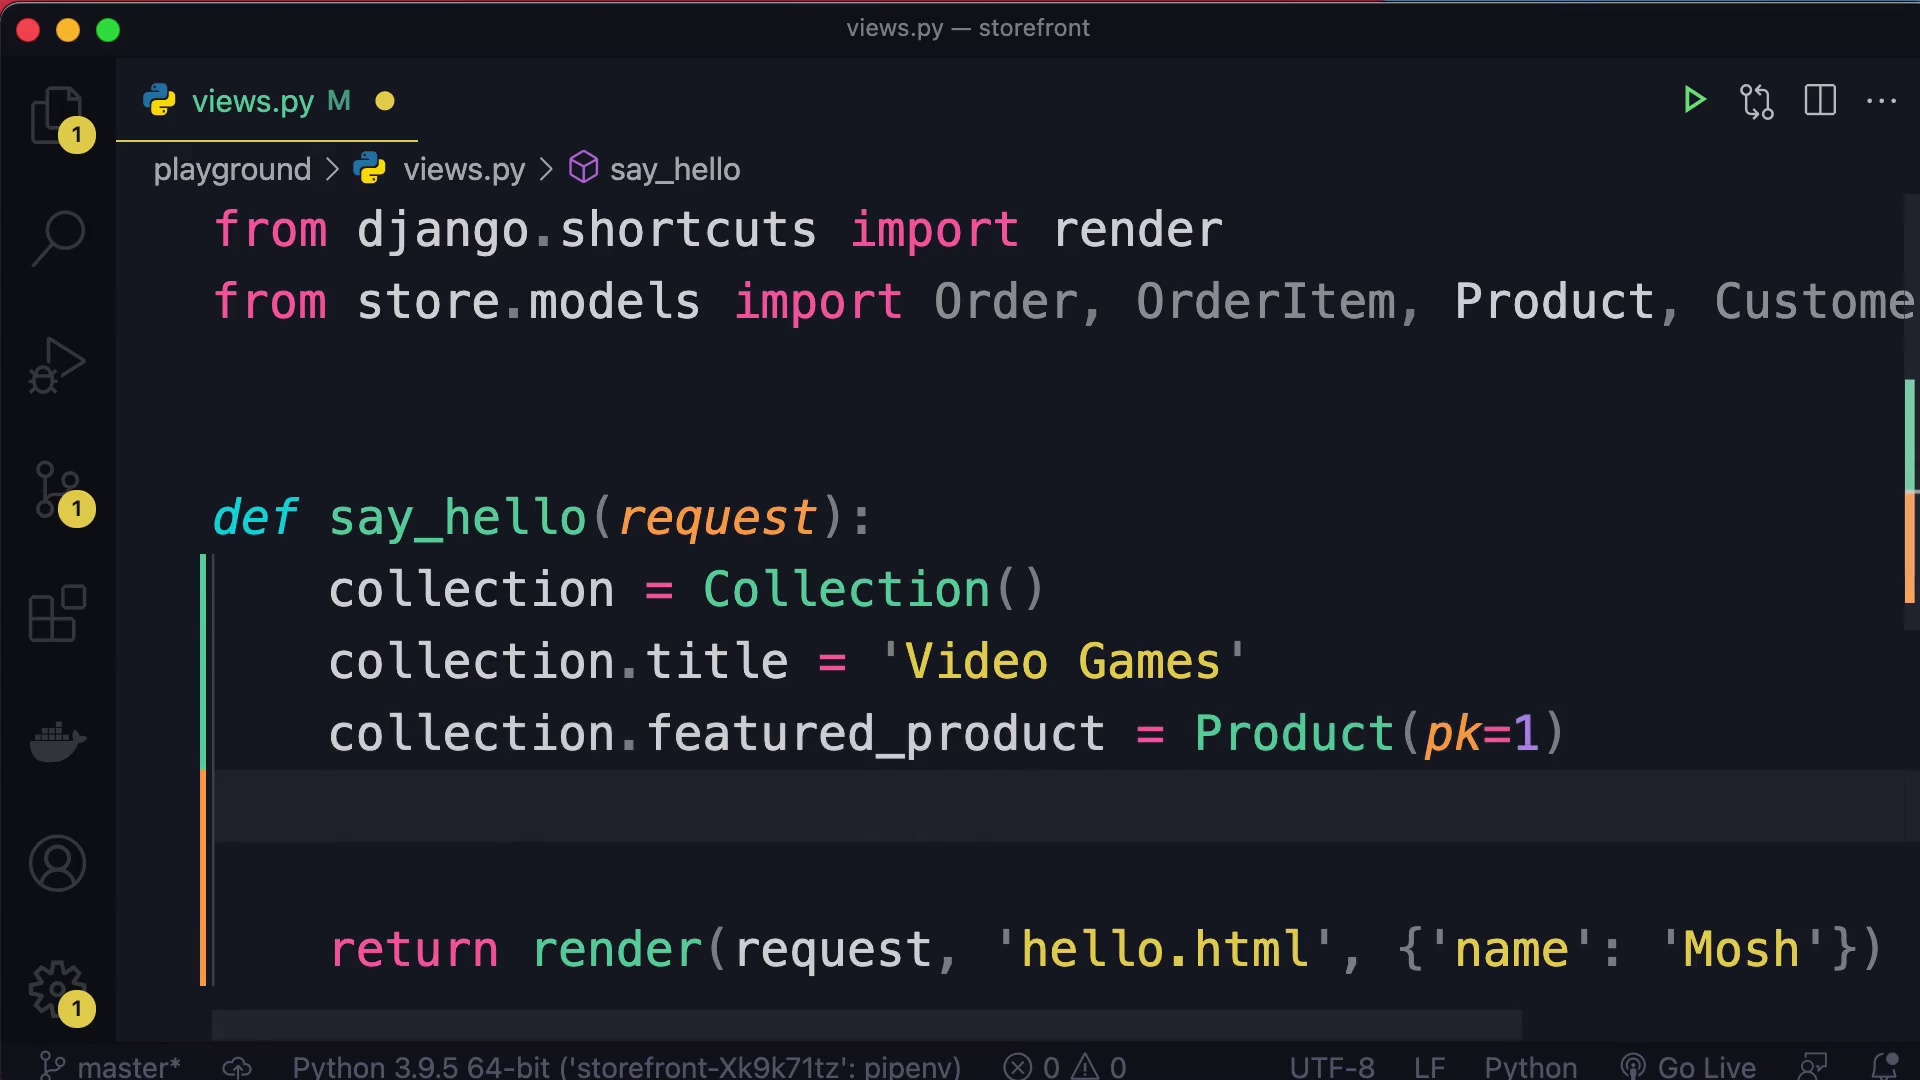 views.py — storefront
views.py M
1
playground > views.py > say_hello
from django.shortcuts import render
from store.models import Order, OrderItem, Product, Custome
def say_hello(request):
1
collection = Collection()
collection.title = 'Video Games'
collection.featured_product = Product(pk=1)
return render(request, 'hello.html', {'name': 'Mosh'})
1
master* Python 3.9.5 64-bit ('storefront-Xk9k71tz': pipenv) 0 0 UTF-8 LF Python Go Live